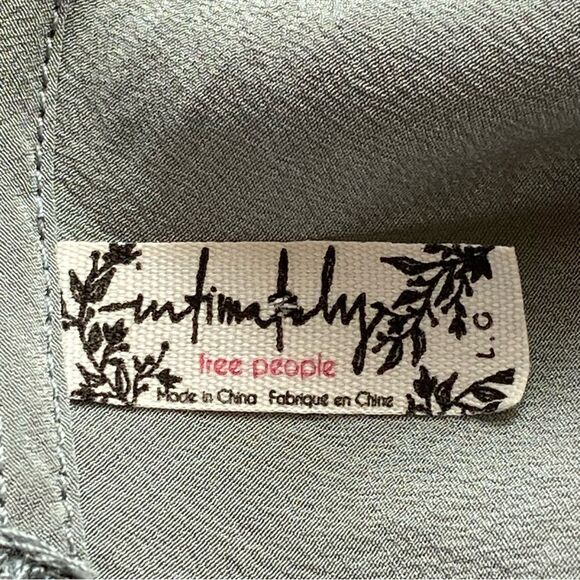 intimately
free people
Made in China Fabriqué en Chine
L.C